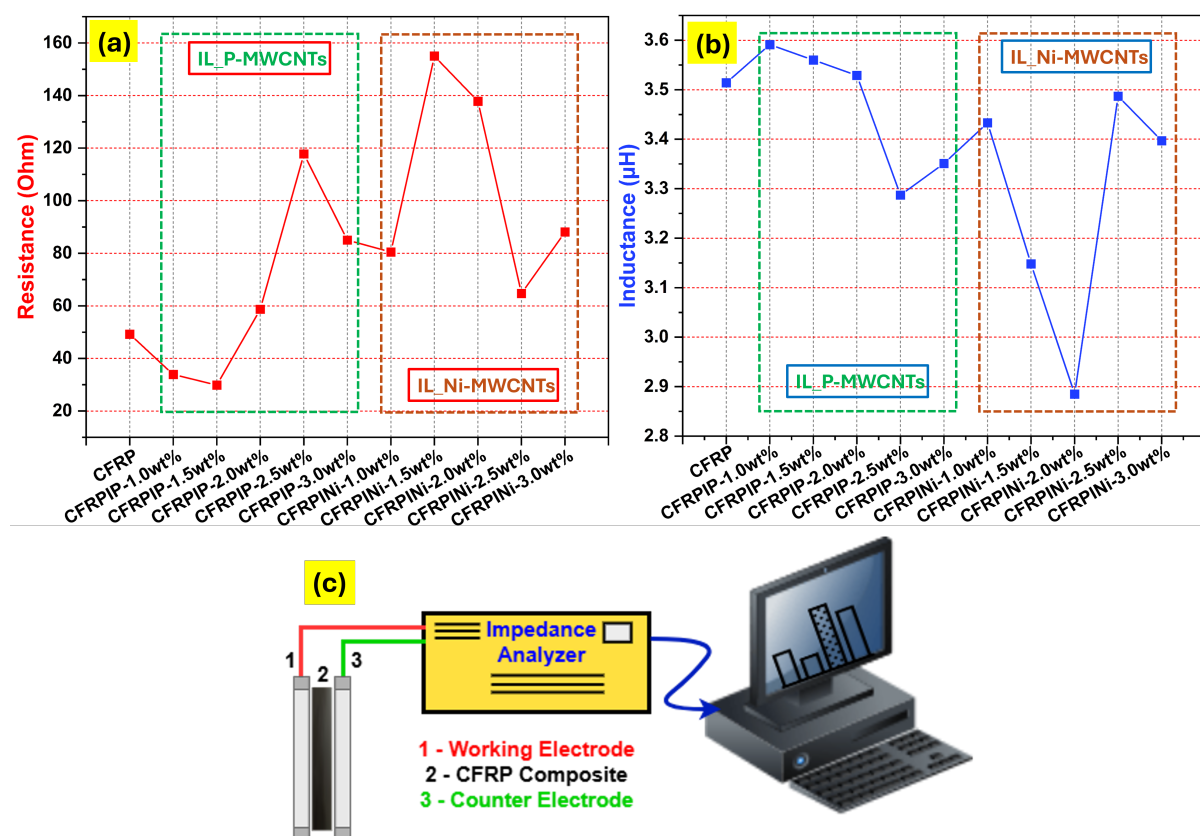 (a)
IL_P-MWCNTs
IL_Ni-MWCNTs
Resistance (Ohm)
160
140
120
100
80
60
40
20
CFRP
CFRPIP-1.0wt%
CFRPIP-1.5wt%
CFRPIP-2.0wt%
CFRPIP-2.5wt%
CFRPIP-3.0wt%
CFRPINi-1.0wt%
CFRPINi-1.5wt%
CFRPINi-2.0wt%
CFRPINi-2.5wt%
CFRPINi-3.0wt%
(b)
IL_Ni-MWCNTs
IL_P-MWCNTs
Inductance (μH)
3.6
3.5
3.4
3.3
3.2
3.1
3.0
2.9
2.8
CFRP
CFRPIP-1.0wt%
CFRPIP-1.5wt%
CFRPIP-2.0wt%
CFRPIP-2.5wt%
CFRPIP-3.0wt%
CFRPINi-1.0wt%
CFRPINi-1.5wt%
CFRPINi-2.0wt%
CFRPINi-2.5wt%
CFRPINi-3.0wt%
(c)
1
2
3
Impedance
Analyzer
1 - Working Electrode
2 - CFRP Composite
3 - Counter Electrode